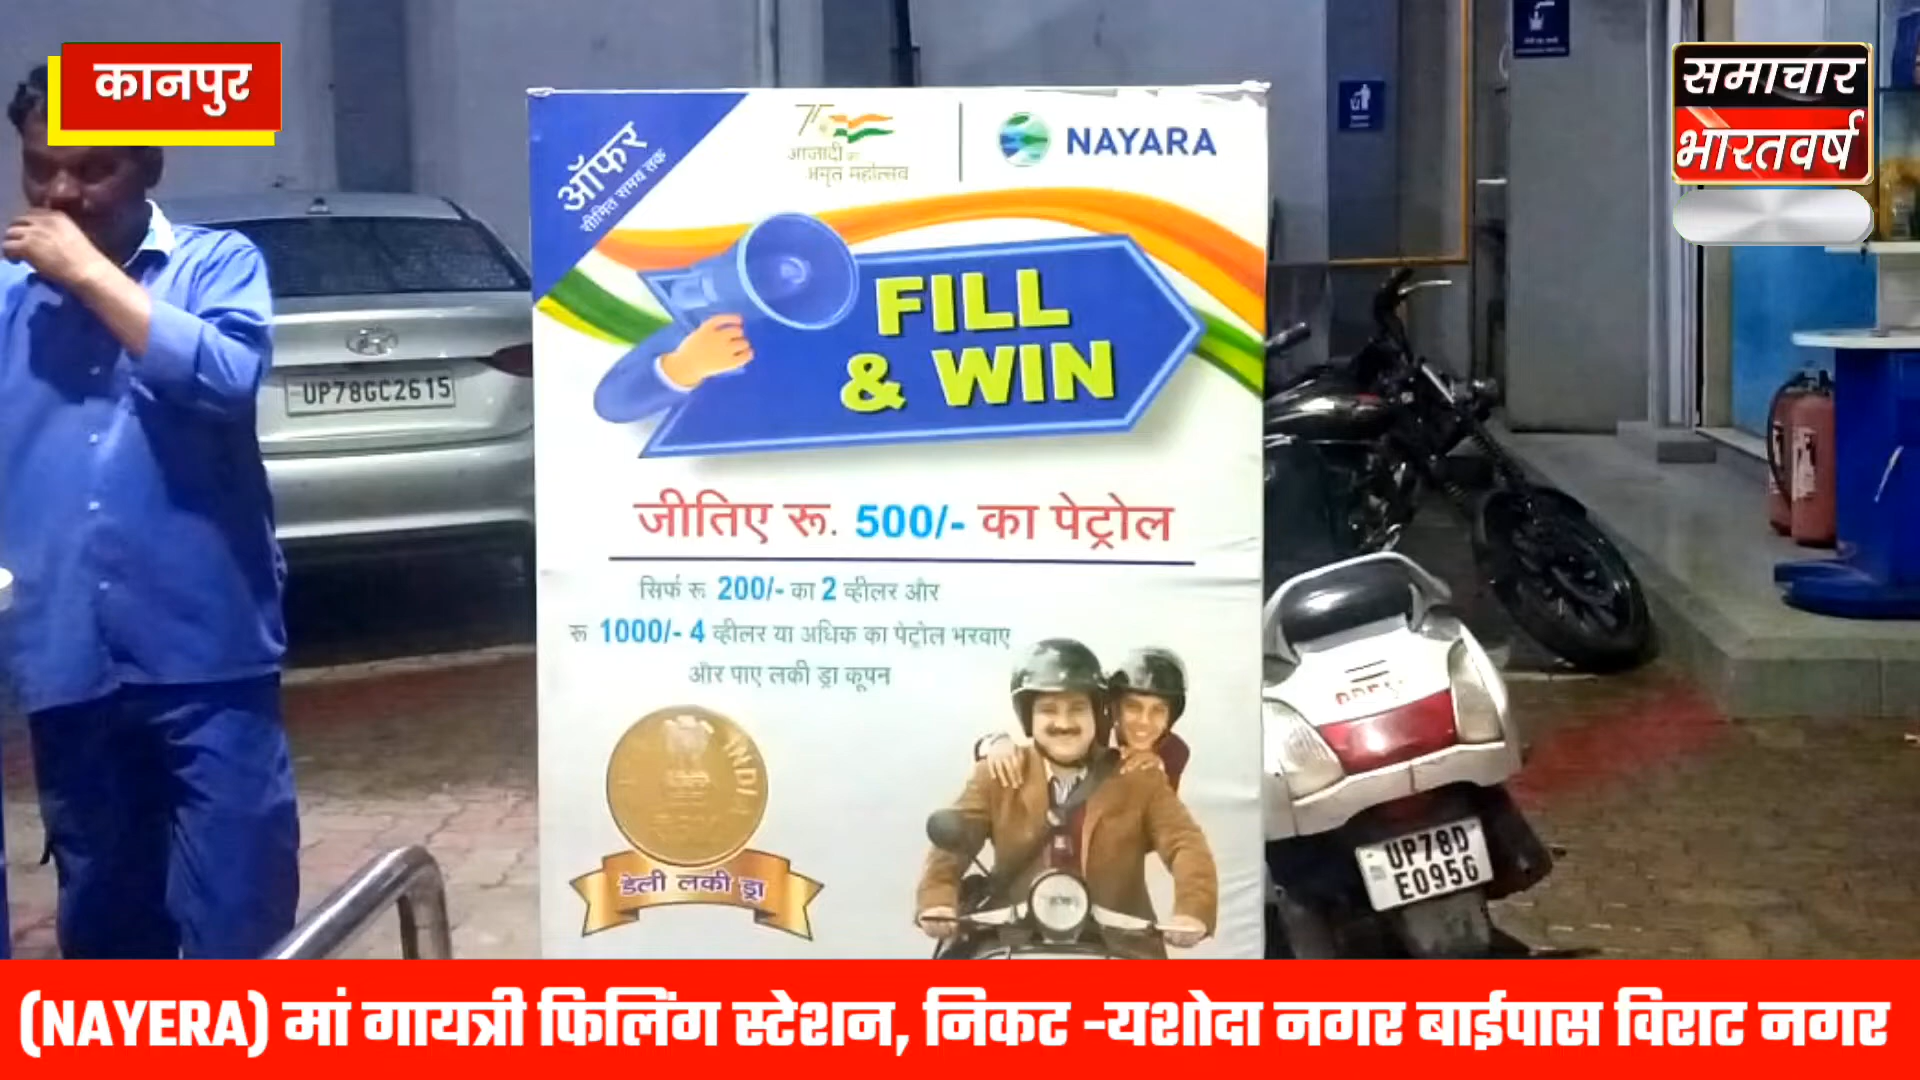 कानपुर
समाचार
भारतवर्ष
ऑफर
सीमित समय तक
75
आजादी का
अमृत महोत्सव
NAYARA
FILL
& WIN
जीतिए रू. 500/- का पेट्रोल
सिर्फ रू 200/- का 2 व्हीलर और
रू 1000/- 4 व्हीलर या अधिक का पेट्रोल भरवाए
और पाए लकी ड्रा कूपन
INDIA
डेली लकी ड्रा
UP78GC2615
UP78D
E0956
(NAYERA) मां गायत्री फिलिंग स्टेशन, निकट -यशोदा नगर बाईपास विराट नगर